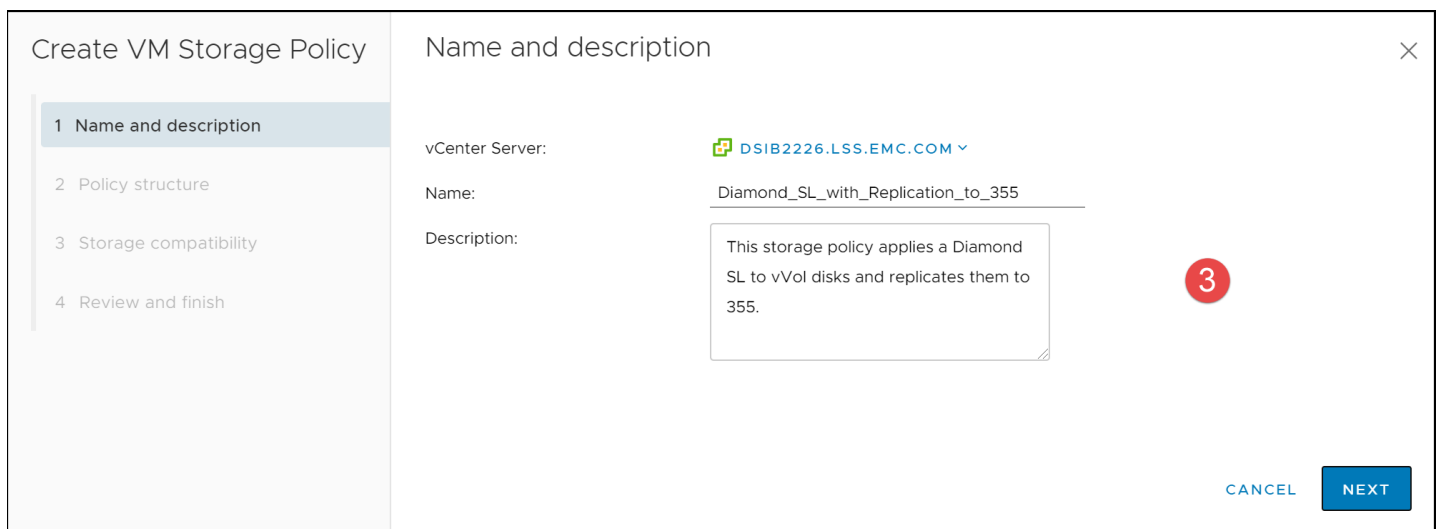 Create VM Storage Policy
1 Name and description
2 Policy structure
3 Storage compatibility
4 Review and finish
Name and description
vCenter Server:
DSIB2226.LSS.EMC.COM
Name:
Diamond_SL_with_Replication_to_355
Description:
This storage policy applies a Diamond
SL to vVol disks and replicates them to
355.
3
CANCEL
NEXT